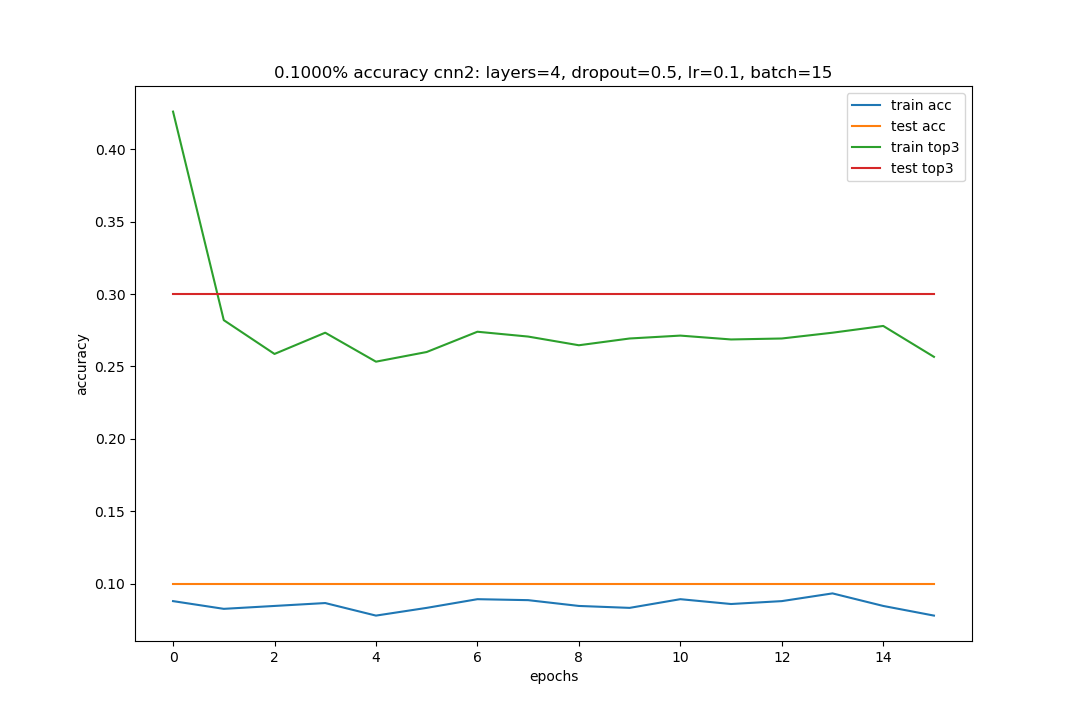 0.1000% accuracy cnn2: layers=4, dropout=0.5, lr=0.1, batch=15
train acc
test acc
train top3
test top3
0.40
0.35
0.30
0.25
0.20
0.15
0.10
accuracy
0 2 4 6 8 10 12 14
epochs